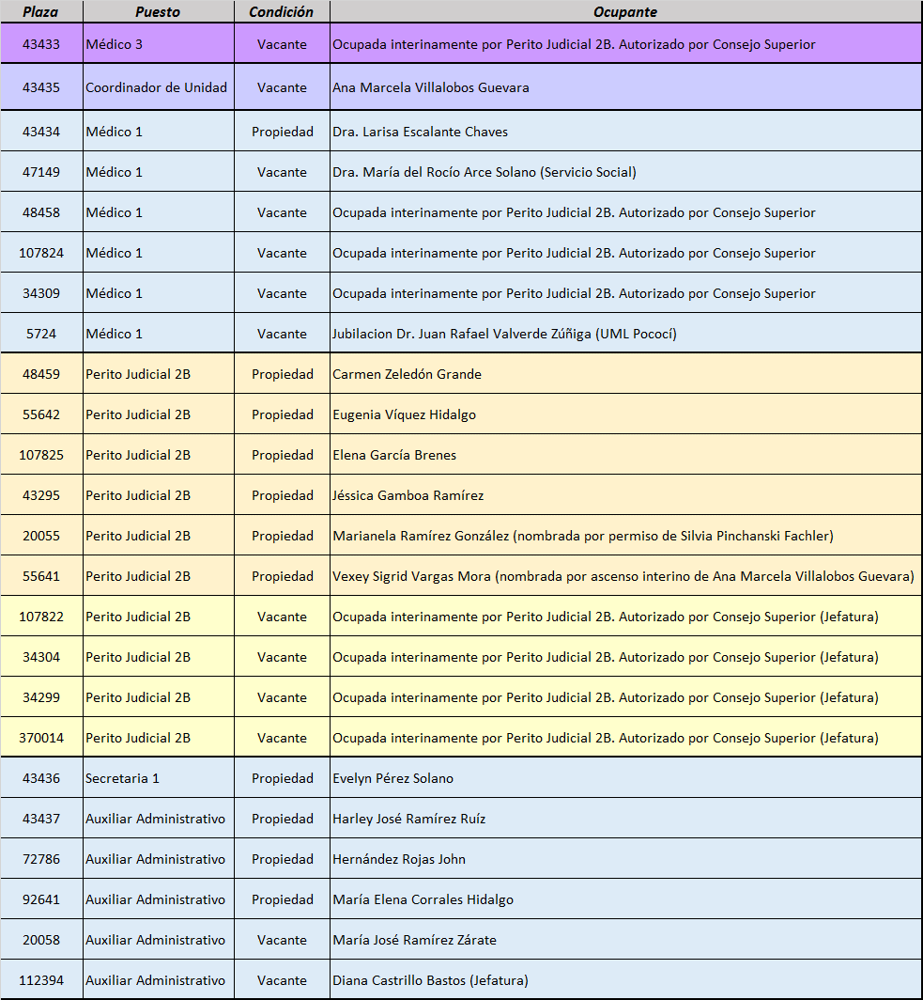 Plaza Puesto Condición Ocupante
43433 Médico 3 Vacante Ocupada interinamente por Perito Judicial 2B. Autorizado por Consejo Superior
43435 Coordinador de Unidad Vacante Ana Marcela Villalobos Guevara
43434 Médico 1 Propiedad Dra. Larisa Escalante Chaves
47149 Médico 1 Vacante Dra. María del Rocío Arce Solano (Servicio Social)
48458 Médico 1 Vacante Ocupada interinamente por Perito Judicial 2B. Autorizado por Consejo Superior
107824 Médico 1 Vacante Ocupada interinamente por Perito Judicial 2B. Autorizado por Consejo Superior
34309 Médico 1 Vacante Ocupada interinamente por Perito Judicial 2B. Autorizado por Consejo Superior
5724 Médico 1 Vacante Jubilacion Dr. Juan Rafael Valverde Zúñiga (UML Pococí)
48459 Perito Judicial 2B Propiedad Carmen Zeledón Grande
55642 Perito Judicial 2B Propiedad Eugenia Víquez Hidalgo
107825 Perito Judicial 2B Propiedad Elena García Brenes
43295 Perito Judicial 2B Propiedad Jéssica Gamboa Ramírez
20055 Perito Judicial 2B Propiedad Marianela Ramírez González (nombrada por permiso de Silvia Pinchanski Fachler)
55641 Perito Judicial 2B Propiedad Vexey Sigrid Vargas Mora (nombrada por ascenso interino de Ana Marcela Villalobos Guevara)
107822 Perito Judicial 2B Vacante Ocupada interinamente por Perito Judicial 2B. Autorizado por Consejo Superior (Jefatura)
34304 Perito Judicial 2B Vacante Ocupada interinamente por Perito Judicial 2B. Autorizado por Consejo Superior (Jefatura)
34299 Perito Judicial 2B Vacante Ocupada interinamente por Perito Judicial 2B. Autorizado por Consejo Superior (Jefatura)
370014 Perito Judicial 2B Vacante Ocupada interinamente por Perito Judicial 2B. Autorizado por Consejo Superior (Jefatura)
43436 Secretaria 1 Propiedad Evelyn Pérez Solano
43437 Auxiliar Administrativo Propiedad Harley José Ramírez Ruíz
72786 Auxiliar Administrativo Propiedad Hernández Rojas John
92641 Auxiliar Administrativo Propiedad María Elena Corrales Hidalgo
20058 Auxiliar Administrativo Vacante María José Ramírez Zárate
112394 Auxiliar Administrativo Vacante Diana Castrillo Bastos (Jefatura)